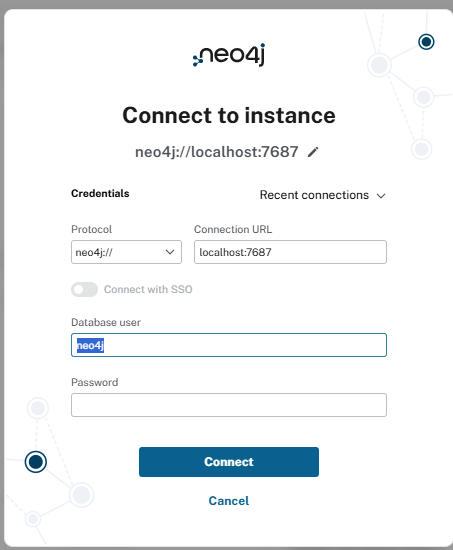 neo4j
Connect to instance
neo4j://localhost:7687
Credentials
Recent connections
Protocol
Connection URL
neo4j://
localhost:7687
Connect with SSO
Database user
neo4j
Password
Connect
Cancel